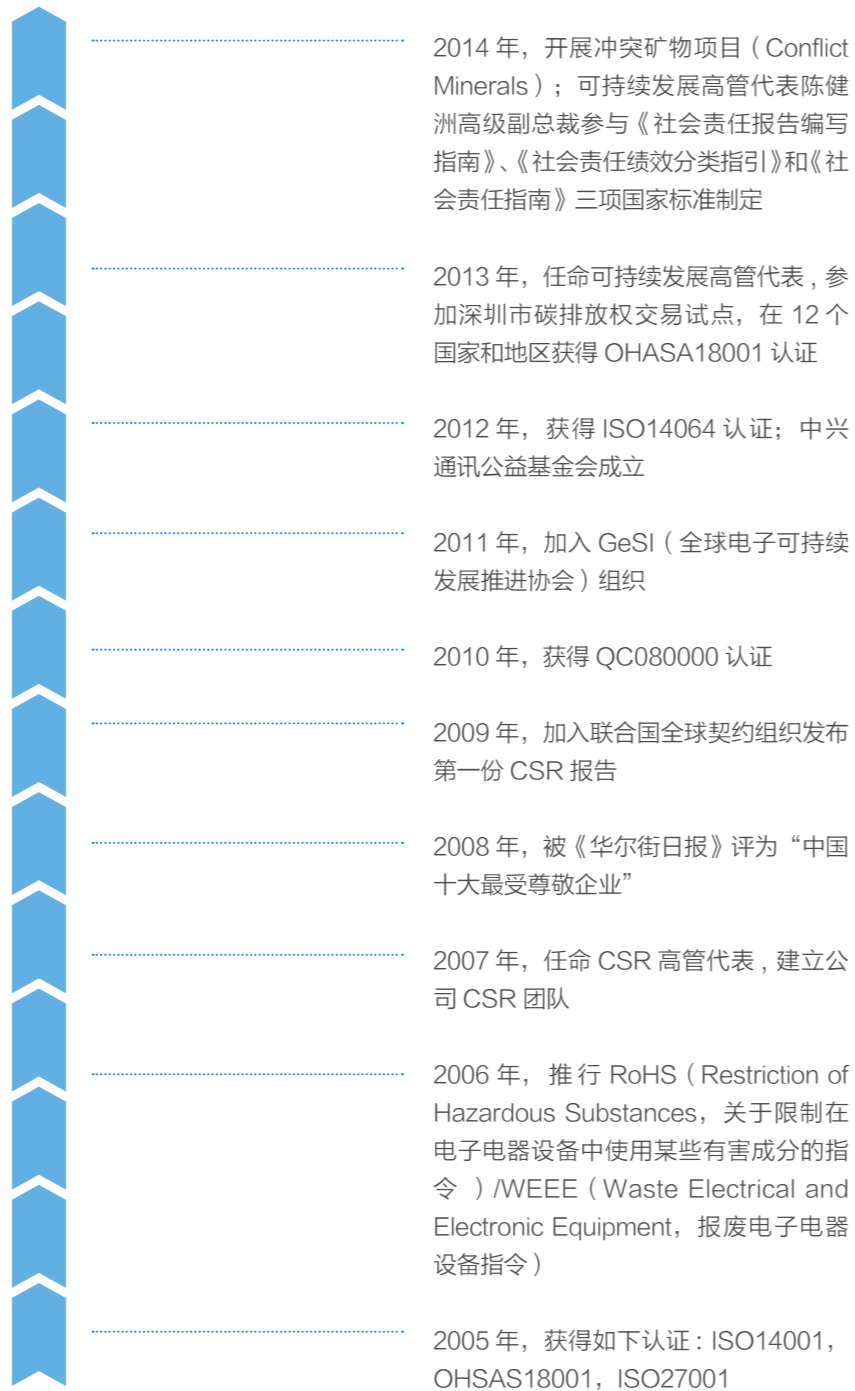 2014 年，开展冲突矿物项目（Conflict
Minerals）；可持续发展高管代表陈健
洲高级副总裁参与《社会责任报告编写
指南》、《社会责任绩效分类指引》和《社
会责任指南》三项国家标准制定
2013 年，任命可持续发展高管代表 , 参
加深圳市碳排放权交易试点，在 12 个
国家和地区获得 OHASA18001 认证
2012 年，获得 ISO14064 认证；中兴
通讯公益基金会成立
2011 年，加入 GeSI（全球电子可持续
发展推进协会）组织
2010 年，获得 QC080000 认证
2009 年，加入联合国全球契约组织发布
第一份 CSR 报告
2008 年，被《华尔街日报》评为“中国
十大最受尊敬企业”
2007 年，任命 CSR 高管代表 , 建立公
司 CSR 团队
2006 年，推行 RoHS（Restriction of
Hazardous Substances，关于限制在
电子电器设备中使用某些有害成分的指
令 ）/WEEE（Waste Electrical and
Electronic Equipment，报废电子电器
设备指令）
2005 年，获得如下认证 : ISO14001，
OHSAS18001，ISO27001